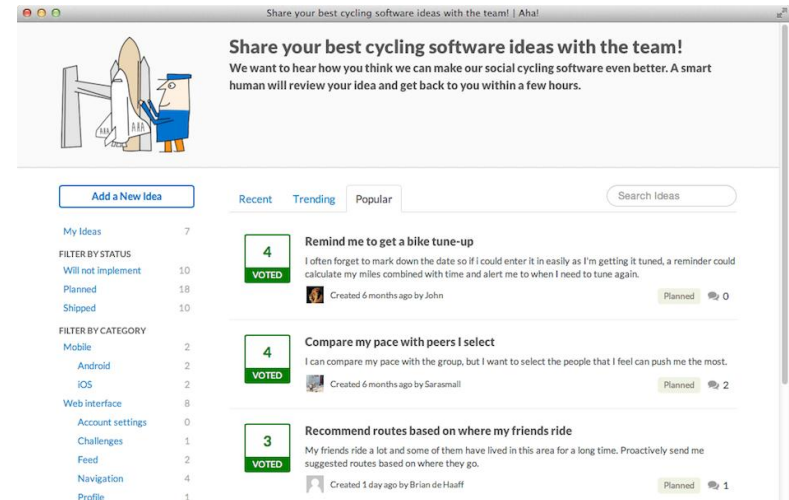 Share your best cycling software ideas with the team! | Aha!
Share your best cycling software ideas with the team!
We want to hear how you think we can make our social cycling software even better. A smart
human will review your idea and get back to you within a few hours.
AHA
AHA
Add a New Idea
My Ideas 7
FILTER BY STATUS
Will not implement 10
Planned 18
Shipped 10
FILTER BY CATEGORY
Mobile 2
Android 2
iOS 2
Web interface 8
Account settings 0
Challenges 1
Feed 2
Navigation 4
Profile 1
Recent Trending Popular Search Ideas
4
VOTED
Remind me to get a bike tune-up
I often forget to mark down the date so if i could enter it in easily as I'm getting it tuned, a reminder could
calculate my miles combined with time and alert me to when I need to tune again.
Created 6 months ago by John Planned 0
4
VOTED
Compare my pace with peers I select
I can compare my pace with the group, but I want to select the people that I feel can push me the most.
Created 6 months ago by Sarasmall Planned 2
3
VOTED
Recommend routes based on where my friends ride
My friends ride a lot and some of them have lived in this area for a long time. Proactively send me
suggested routes based on where they go.
Created 1 day ago by Brian de Haaff Planned 1